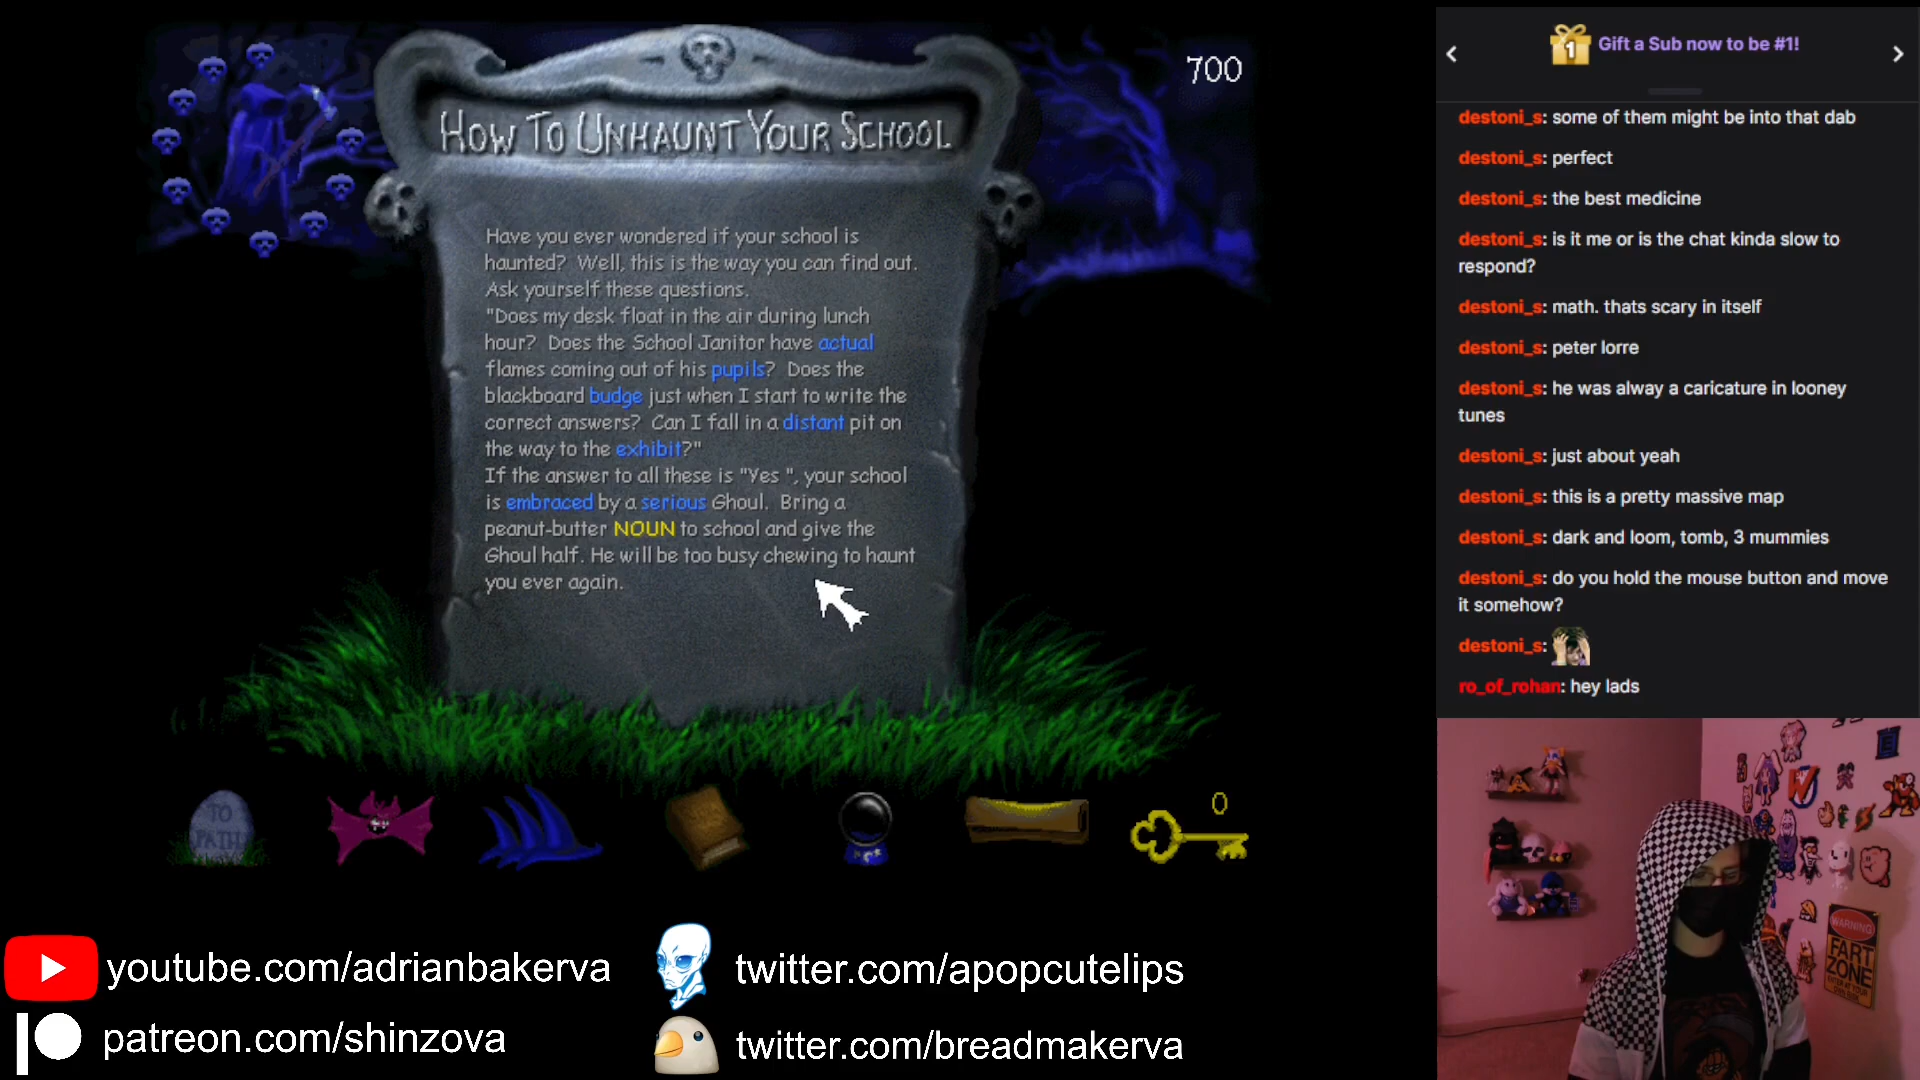 700
How To Unhaunt Your School
Have you ever wondered if your school is
haunted? Well, this is the way you can find out.
Ask yourself these questions.
"Does my desk float in the air during lunch
hour? Does the School Janitor have actual
flames coming out of his pupils? Does the
blackboard budge just when I start to write the
correct answers? Can I fall in a distant pit on
the way to the exhibit?"
If the answer to all these is "Yes ", your school
is embraced by a serious Ghoul. Bring a
peanut-butter NOUN to school and give the
Ghoul half. He will be too busy chewing to haunt
you ever again.
TO
PATH
0
youtube.com/adrianbakerva
twitter.com/apopcutelips
patreon.com/shinzova
twitter.com/breadmakerva
1
Gift a Sub now to be #1!
destoni_s: some of them might be into that dab
destoni_s: perfect
destoni_s: the best medicine
destoni_s: is it me or is the chat kinda slow to
respond?
destoni_s: math. thats scary in itself
destoni_s: peter lorre
destoni_s: he was alway a caricature in looney
tunes
destoni_s: just about yeah
destoni_s: this is a pretty massive map
destoni_s: dark and loom, tomb, 3 mummies
destoni_s: do you hold the mouse button and move
it somehow?
destoni_s:
ro_of_rohan: hey lads
WARNING
FART
ZONE